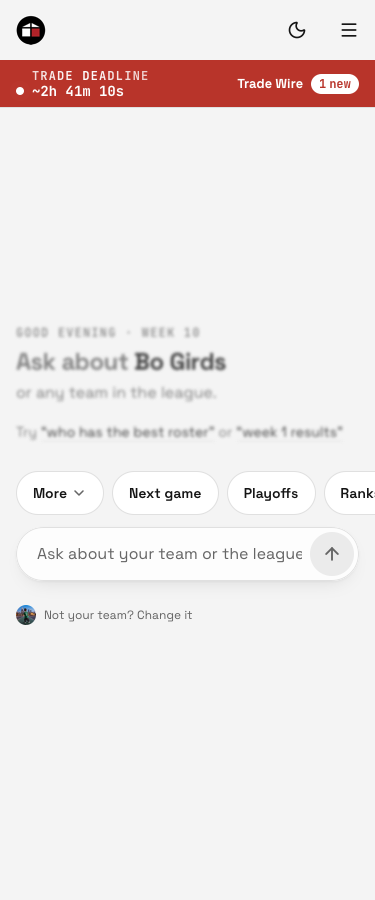 TRADE DEADLINE
~2h 41m 10s
Trade Wire
1 new
GOOD EVENING · WEEK 10
Ask about Bo Girds
or any team in the league.
Try "who has the best roster" or "week 1 results"
More
Next game
Playoffs
Rank
Ask about your team or the league
Not your team? Change it